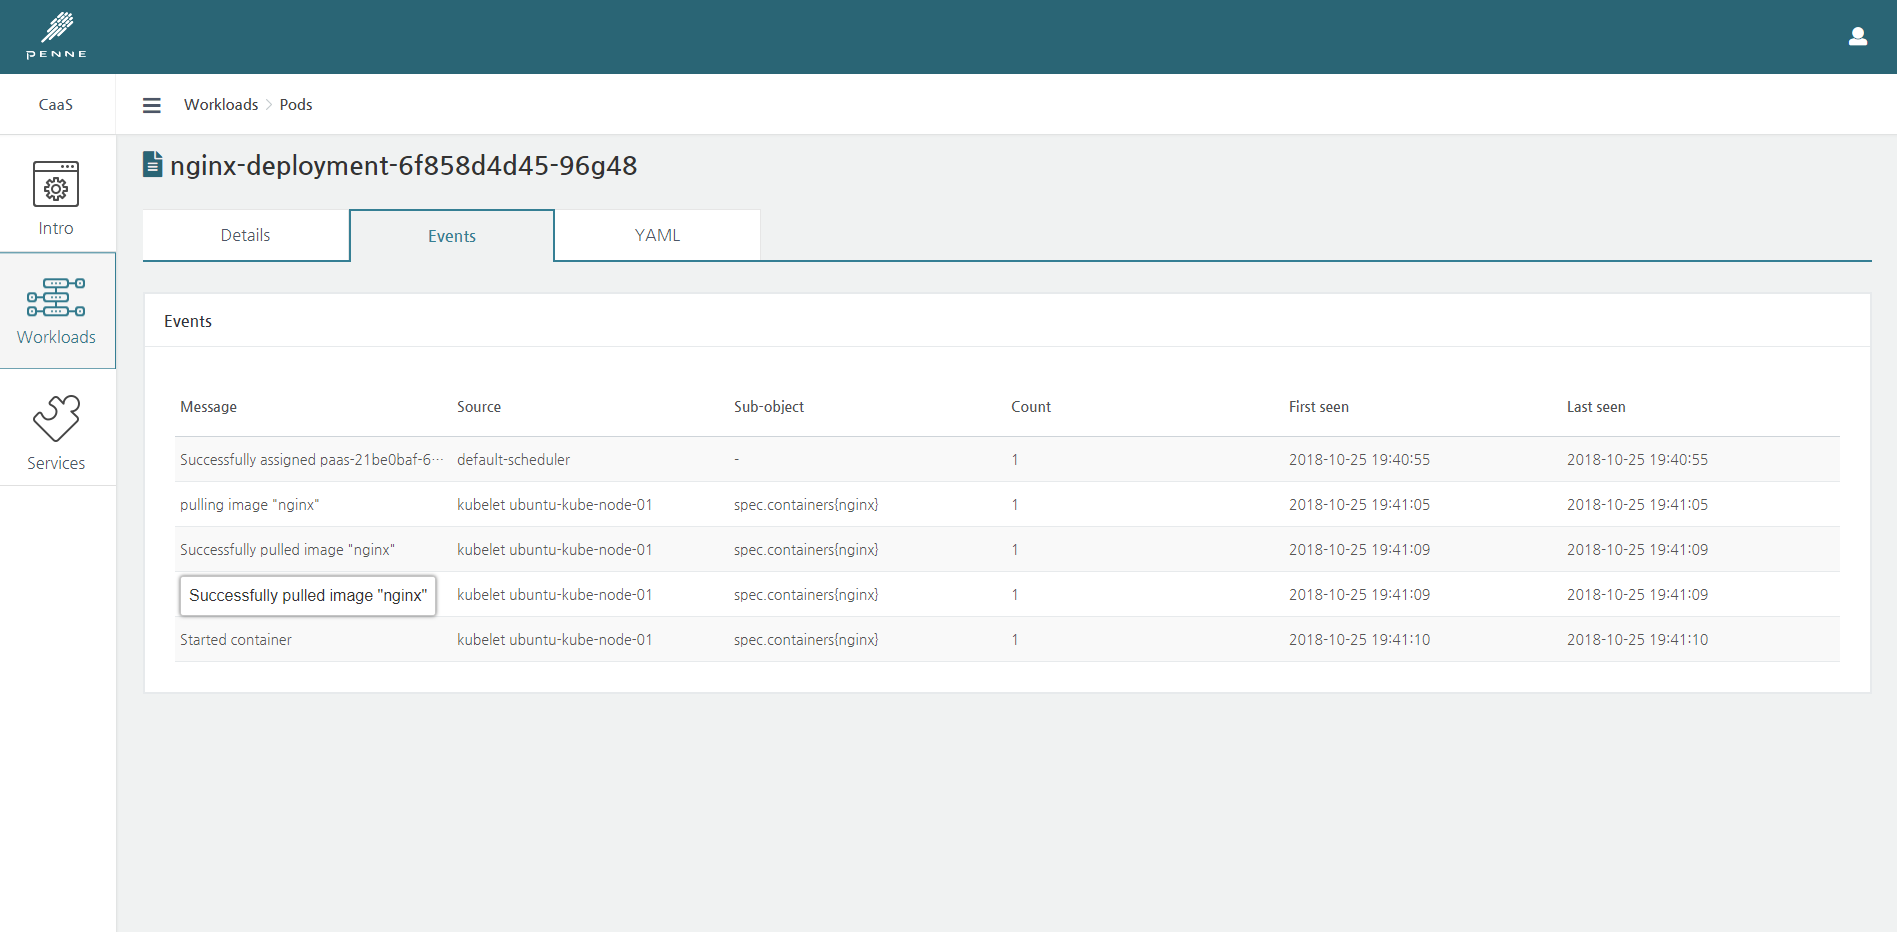 PENNE
CaaS
Workloads Pods
nginx-deployment-6f858d4d45-96g48
Intro
Workloads
Services
Details Events YAML
Events
Message Source Sub-object Count First seen Last seen
Successfully assigned paas-21be0baf-6… default-scheduler - 1 2018-10-25 19:40:55 2018-10-25 19:40:55
pulling image "nginx" kubelet ubuntu-kube-node-01 spec.containers{nginx} 1 2018-10-25 19:41:05 2018-10-25 19:41:05
Successfully pulled image "nginx" kubelet ubuntu-kube-node-01 spec.containers{nginx} 1 2018-10-25 19:41:09 2018-10-25 19:41:09
Successfully pulled image "nginx" kubelet ubuntu-kube-node-01 spec.containers{nginx} 1 2018-10-25 19:41:09 2018-10-25 19:41:09
Started container kubelet ubuntu-kube-node-01 spec.containers{nginx} 1 2018-10-25 19:41:10 2018-10-25 19:41:10